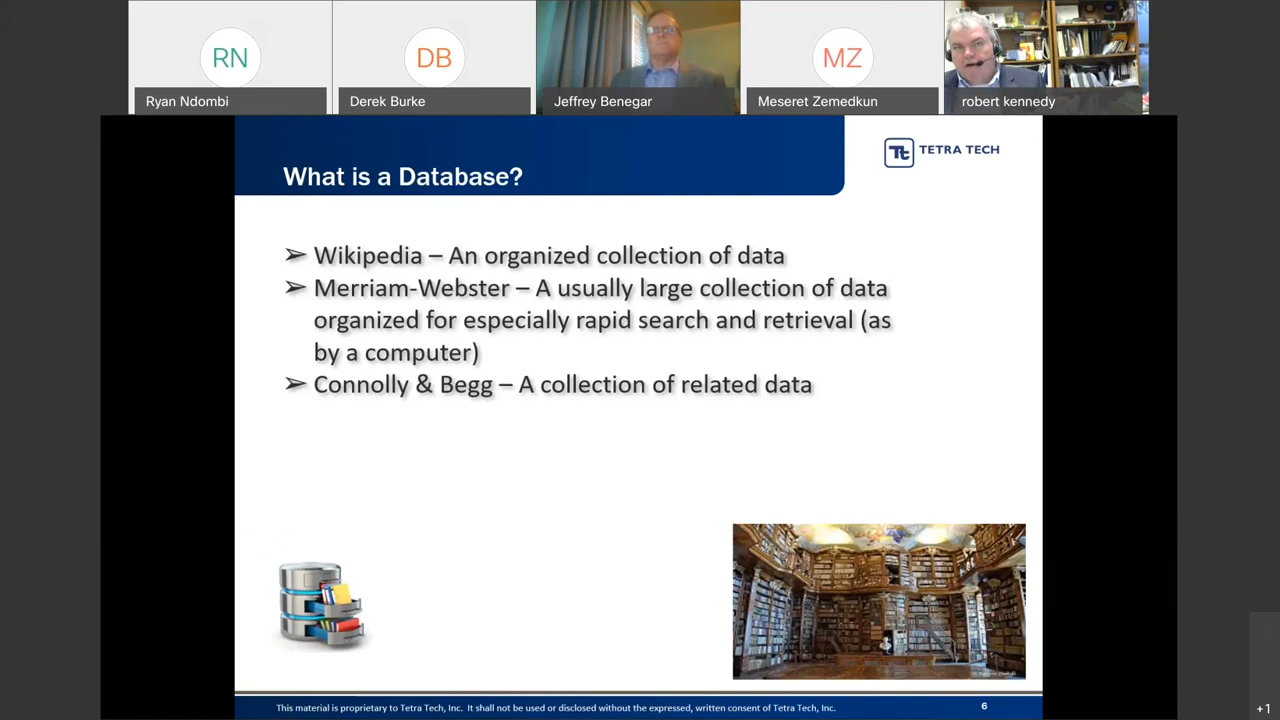 RN
DB
MZ
Ryan Ndombi
Derek Burke
Jeffrey Benegar
Meseret Zemedkun
robert kennedy
Tt TETRA TECH
What is a Database?
➢ Wikipedia – An organized collection of data
➢ Merriam-Webster – A usually large collection of data
organized for especially rapid search and retrieval (as
by a computer)
➢ Connolly & Begg – A collection of related data
This material is proprietary to Tetra Tech, Inc. It shall not be used or disclosed without the expressed, written consent of Tetra Tech, Inc.
6
+1